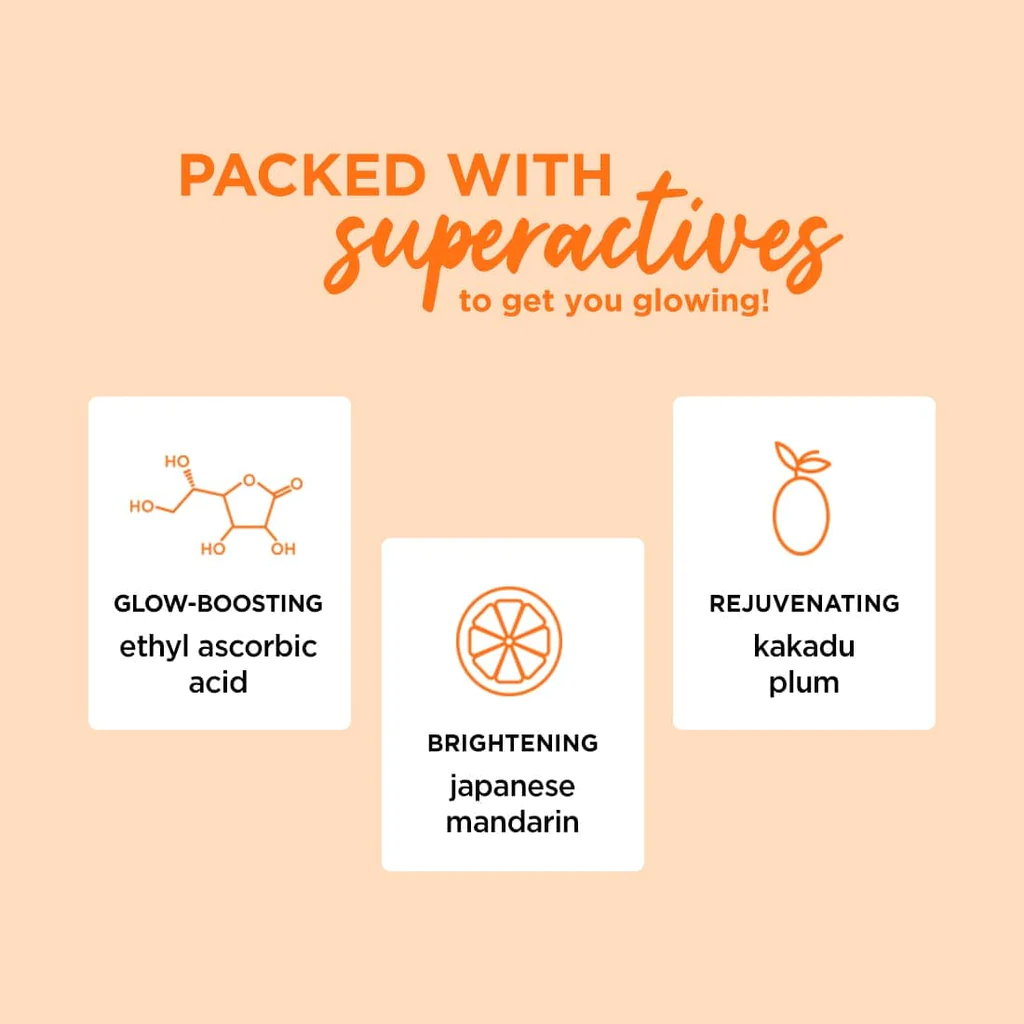 PACKED WITH
superactives
to get you glowing!
HO
O
O
HO
HO
OH
GLOW-BOOSTING
ethyl ascorbic
acid
BRIGHTENING
japanese
mandarin
REJUVENATING
kakadu
plum